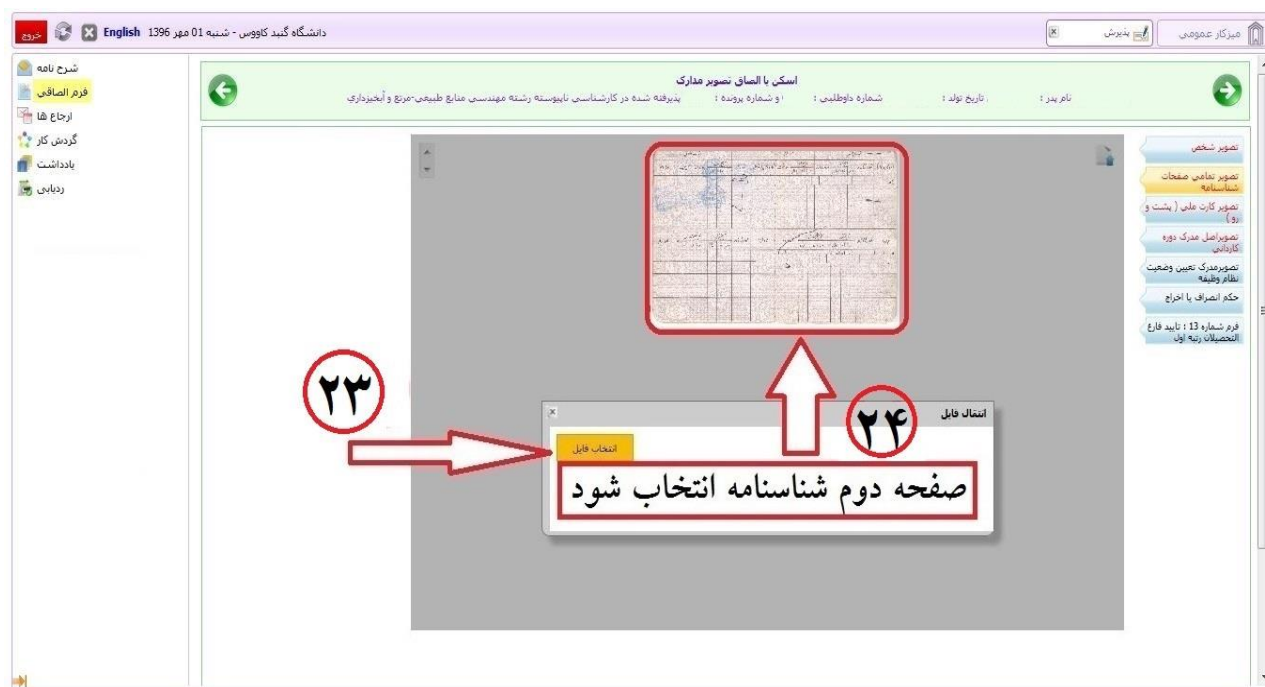 میزکار عمومی
پذیرش
دانشگاه گنبد کاووس - شنبه 01 مهر 1396 English
خروج
اسکن یا الصاق تصویر مدارک
نام پدر : تاریخ تولد : شماره داوطلبی : و شماره پرونده : پذیرفته شده در کارشناسی ناپیوسته رشته مهندسی منابع طبیعی-مرتع و آبخیزداری
تصویر شخص
تصویر تمامی صفحات
شناسنامه
تصویر کارت ملی ( پشت و
رو )
تصویراصل مدرک دوره
کاردانی
تصویرمدرک تعیین وضعیت
نظام وظیفه
حکم انصراف یا اخراج
فرم شماره 13 : تایید فارغ
التحصیلان رتبه اول
۲۳
۲۴
انتقال فایل
انتخاب فایل
صفحه دوم شناسنامه انتخاب شود
شرح نامه
فرم الصاقی
ارجاع ها
گردش کار
یادداشت
ردیابی